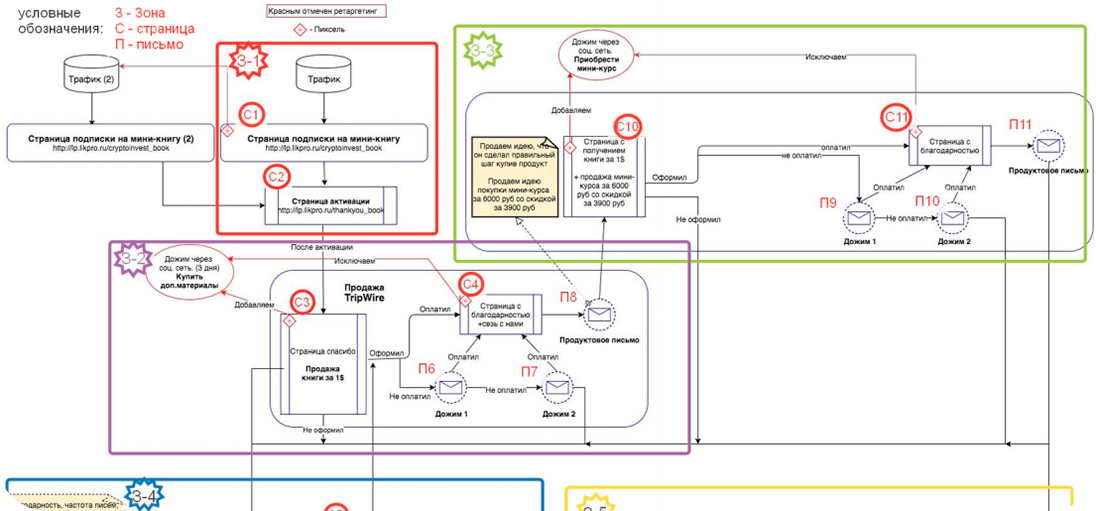 условные
обозначения:
З - Зона
С - страница
П - письмо
Красным отмечен ретаргетинг
- Пиксель
З-1
Трафик (2)
Трафик
С1
Страница подписки на мини-книгу (2)
http://lp.likpro.ru/cryptoinvest_book
Страница подписки на мини-книгу
http://lp.likpro.ru/cryptoinvest_book
С2
Страница активации
http://lp.likpro.ru/thankyou_book
После активации
З-3
Дожим через
соц. сеть.
Приобрести
мини-курс
Исключаем
Добавляем
Продаем идею, что
он сделал правильный
шаг купив продукт
Продаем идею
покупки мини-курса
за 6000 руб со скидкой
за 3900 руб
С10
Страница с
получением
книги за 1$
+ продажа мини-
курса за 6000
руб со скидкой
за 3900 руб
Оформил
Не оформил
оплатил
не оплатил
С11
Страница с
благодарностью
П11
Продуктовое письмо
Оплатил
Оплатил
П9
Не оплатил
П10
Дожим 1
Дожим 2
З-2
Дожим через
соц. сеть. (3 дня)
Купить
доп.материалы
Исключаем
Добавляем
Продажа
TripWire
С3
Страница спасибо
Продажа
книги за 1$
Оформил
Не оформил
Оплатил
Не оплатил
С4
Страница с
благодарностью
+свзь с нами
П8
Продуктовое письмо
Оплатил
Оплатил
П6
Не оплатил
П7
Дожим 1
Дожим 2
З-4
одарность, частота писем;